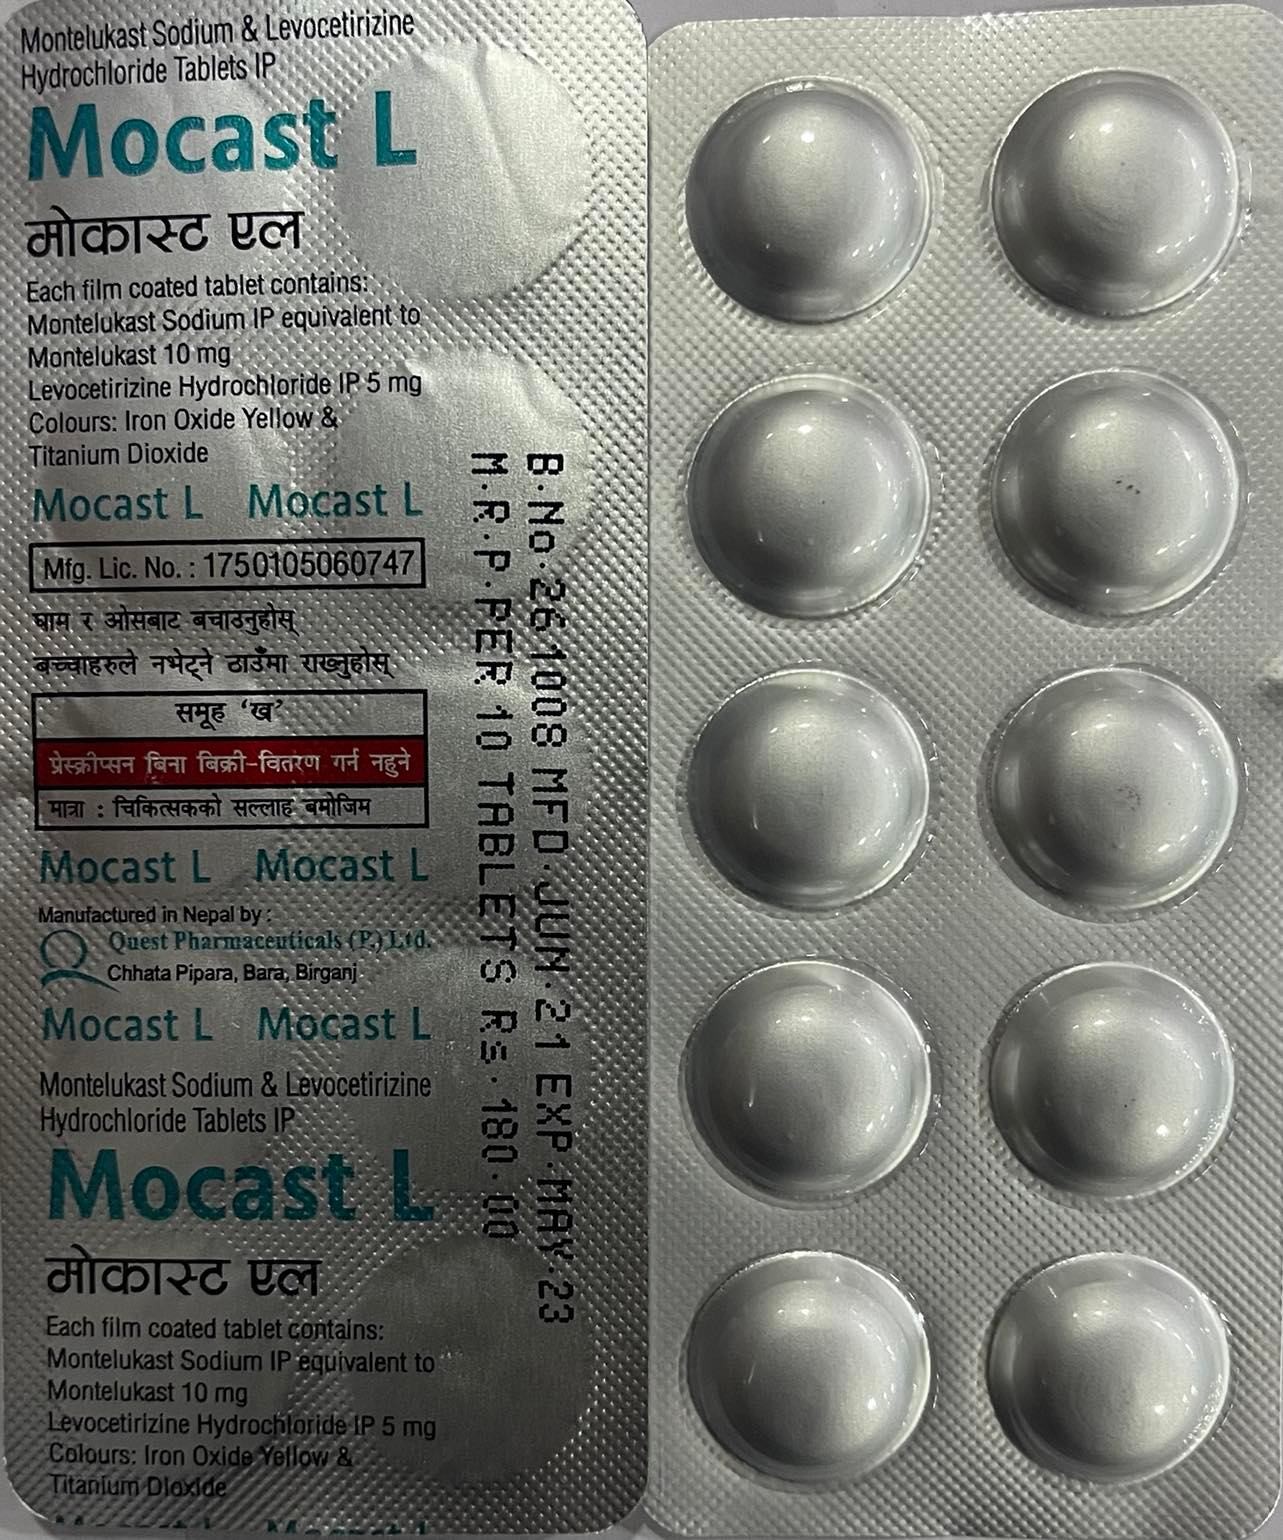 Montelukast Sodium & Levocetirizine
Hydrochloride Tablets IP
Mocast L
मोकास्ट एल
Each film coated tablet contains:
Montelukast Sodium IP equivalent to
Montelukast 10 mg
Levocetirizine Hydrochloride IP 5 mg
Colours: Iron Oxide Yellow &
Titanium Dioxide
Mocast L Mocast L
Mfg. Lic. No. : 1750105060747
घाम र ओसबाट बचाउनुहोस्
बच्चाहरुले नभेट्ने ठाउँमा राख्नुहोस्
समूह ‘ख’
प्रेस्क्रीप्सन बिना बिक्री-वितरण गर्न नहुने
मात्रा : चिकित्सकको सल्लाह बमोजिम
Mocast L Mocast L
Manufactured in Nepal by :
Quest Pharmaceuticals (P.) Ltd.
Chhata Pipara, Bara, Birganj
Mocast L Mocast L
Montelukast Sodium & Levocetirizine
Hydrochloride Tablets IP
Mocast L
मोकास्ट एल
Each film coated tablet contains:
Montelukast Sodium IP equivalent to
Montelukast 10 mg
Levocetirizine Hydrochloride IP 5 mg
Colours: Iron Oxide Yellow &
Titanium Dioxide
Mocast L Mocast L
B.No.261008 MFD.JUN.21 EXP.MAY.23
M.R.P.PER 10 TABLETS Rs.180.00